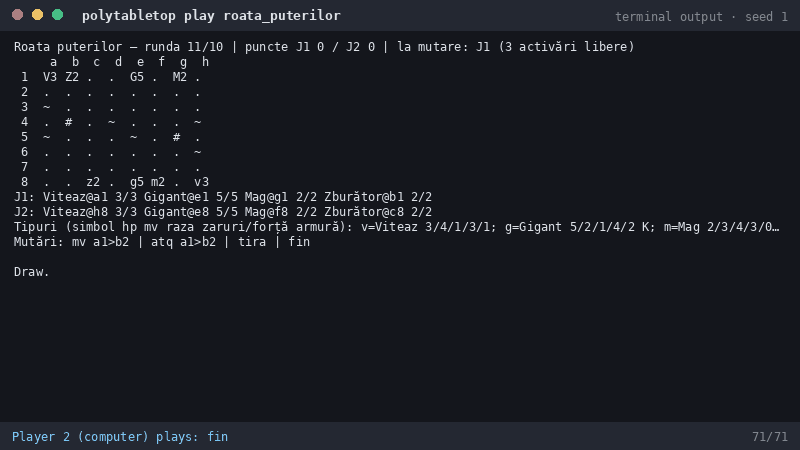 polytabletop play roata_puterilor
terminal output · seed 1
Roata puterilor — runda 11/10 | puncte J1 0 / J2 0 | la mutare: J1 (3 activări libere)
a b c d e f g h
1 V3 Z2 . . G5 . M2 .
2 . . . . . . . .
3 ~ . . . . . . .
4 . # . ~ . . . ~
5 ~ . . . ~ . # .
6 . . . . . . . ~
7 . . . . . . . .
8 . . z2 . g5 m2 . v3
J1: Viteaz@a1 3/3 Gigant@e1 5/5 Mag@g1 2/2 Zburător@b1 2/2
J2: Viteaz@h8 3/3 Gigant@e8 5/5 Mag@f8 2/2 Zburător@c8 2/2
Tipuri (simbol hp mv raza zaruri/forță armură): v=Viteaz 3/4/1/3/1; g=Gigant 5/2/1/4/2 K; m=Mag 2/3/4/3/0…
Mutări: mv a1>b2 | atq a1>b2 | tira | fin
Draw.
Player 2 (computer) plays: fin
71/71